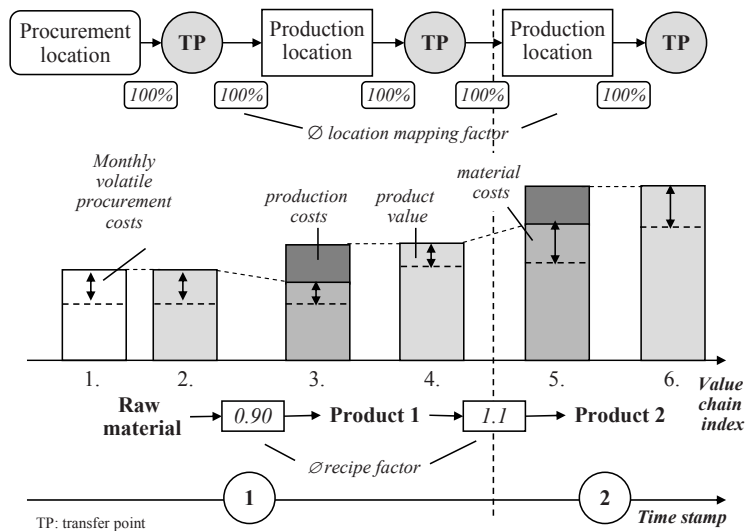 Procurement
location
TP
Production
location
TP
Production
location
TP
100%
100%
100%
100%
100%
Ø location mapping factor
Monthly
volatile
procurement
costs
production
costs
product
value
material
costs
1.
2.
3.
4.
5.
6.
Value
chain
index
Raw
material
0.90
Product 1
1.1
Product 2
Ø recipe factor
1
2
TP: transfer point
Time stamp